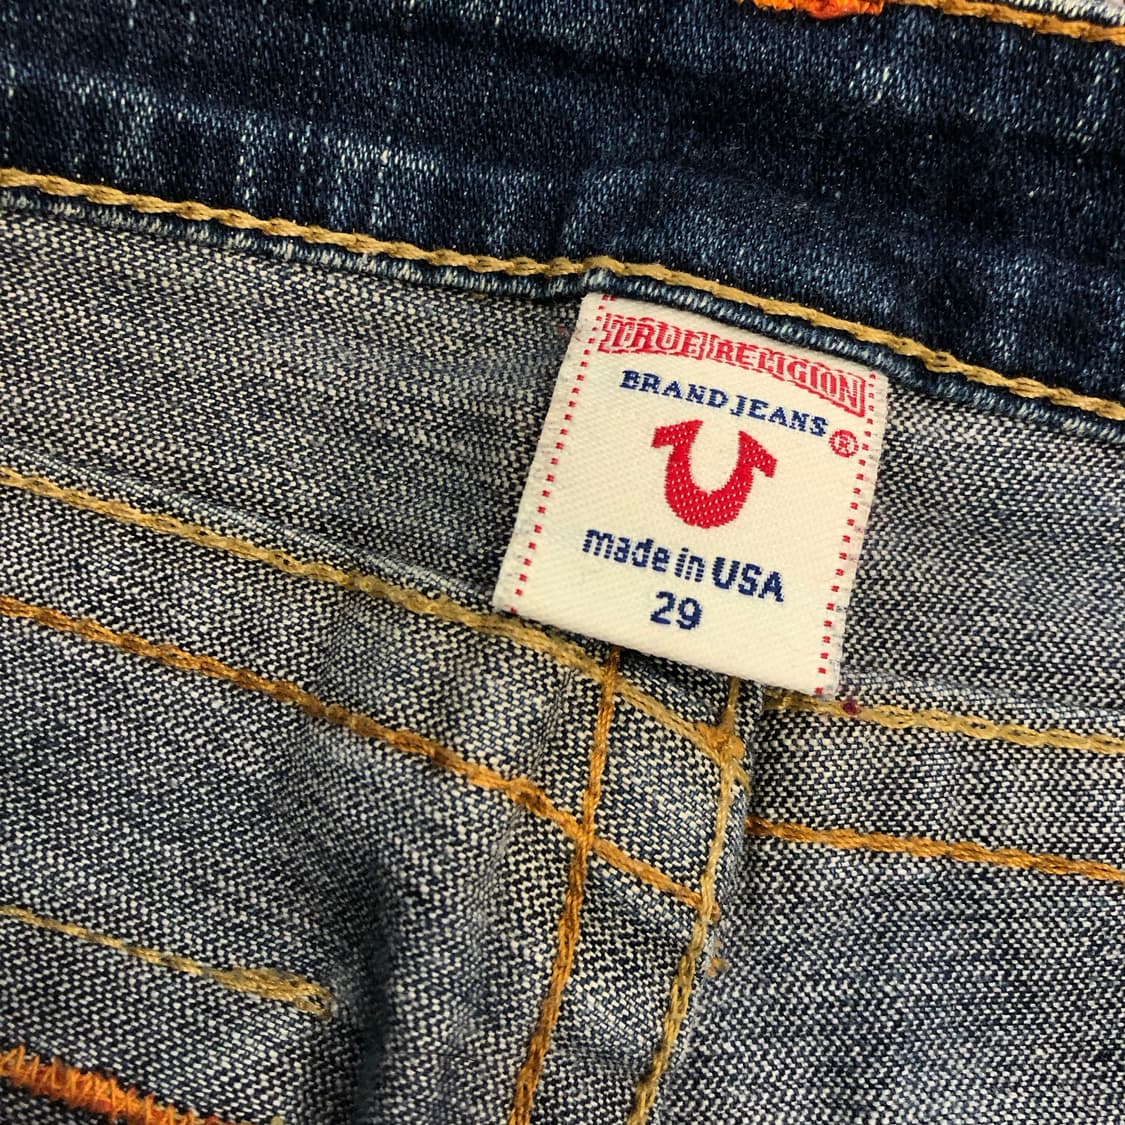 TRUE RELIGION
BRAND JEANS
®
made in USA
29